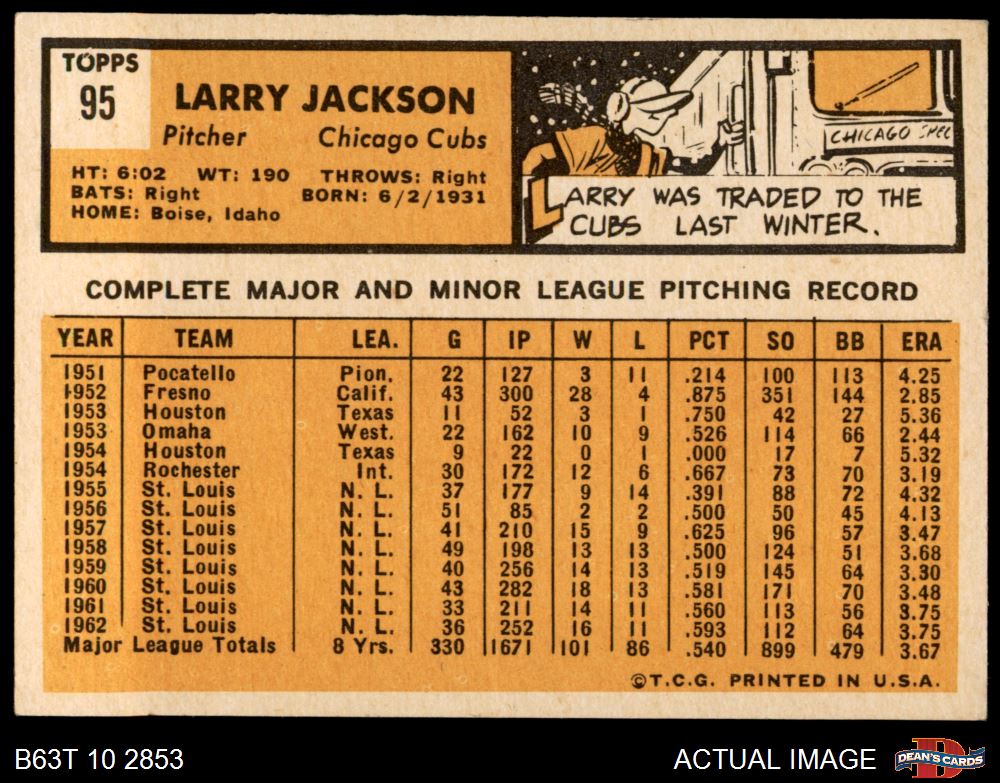 TOPPS
95
LARRY JACKSON
Pitcher Chicago Cubs
HT: 6:02 WT: 190 THROWS: Right
BATS: Right BORN: 6/2/1931
HOME: Boise, Idaho
CHICAGO
LARRY WAS TRADED TO THE
CUBS LAST WINTER.
COMPLETE MAJOR AND MINOR LEAGUE PITCHING RECORD
YEAR TEAM LEA. G IP W L PCT SO BB ERA
1951 Pocatello Pion. 22 127 3 11 .214 100 113 4.25
1952 Fresno Calif. 43 300 28 4 .875 351 144 2.85
1953 Houston Texas 11 52 3 1 .750 42 27 5.36
1953 Omaha West. 22 162 10 9 .526 114 66 2.44
1954 Houston Texas 9 22 0 1 .000 17 7 5.32
1954 Rochester Int. 30 172 12 6 .667 73 70 3.19
1955 St. Louis N. L. 37 177 9 14 .391 88 72 4.32
1956 St. Louis N. L. 51 85 2 2 .500 50 45 4.13
1957 St. Louis N. L. 41 210 15 9 .625 96 57 3.47
1958 St. Louis N. L. 49 198 13 13 .500 124 51 3.68
1959 St. Louis N. L. 40 256 14 13 .519 145 64 3.30
1960 St. Louis N. L. 43 282 18 13 .581 171 70 3.48
1961 St. Louis N. L. 33 211 14 11 .560 113 56 3.75
1962 St. Louis N. L. 36 252 16 11 .593 112 64 3.75
Major League Totals 8 Yrs. 330 1671 101 86 .540 899 479 3.67
©T.C.G. PRINTED IN U.S.A.
B63T 10 2853 ACTUAL IMAGE DEAN'S CARDS